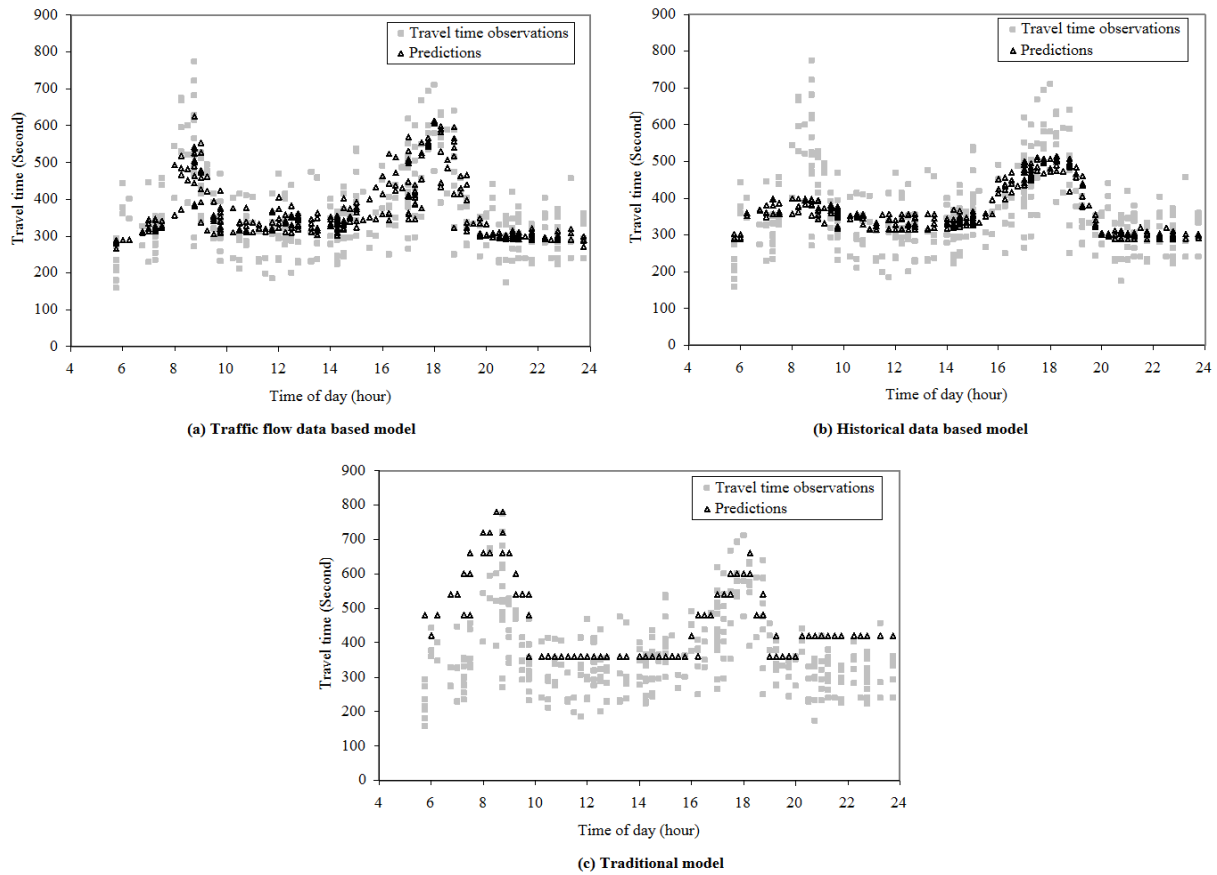 900
800
700
600
500
400
300
200
100
0
Travel time (Second)
Travel time observations
Predictions
4 6 8 10 12 14 16 18 20 22 24
Time of day (hour)
(a) Traffic flow data based model
900
800
700
600
500
400
300
200
100
0
Travel time (Second)
Travel time observations
Predictions
4 6 8 10 12 14 16 18 20 22 24
Time of day (hour)
(b) Historical data based model
900
800
700
600
500
400
300
200
100
0
Travel time (Second)
Travel time observations
Predictions
4 6 8 10 12 14 16 18 20 22 24
Time of day (hour)
(c) Traditional model